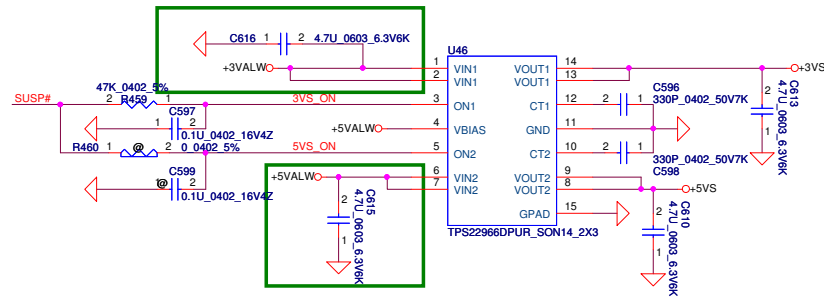 C616
1 2 4.7U_0603_6.3V6K
+3VALW
U46
1 VIN1 VOUT1 14
2 VIN1 VOUT1 13
+3VS
47K_0402_5%
SUSP# 2 R459 1 3VS_ON 3 ON1 CT1 12 2 1
C596
330P_0402_50V7K
C597
1 2
0.1U_0402_16V4Z
+5VALW 4 VBIAS GND 11
C613
4.7U_0603_6.3V6K
2
1
R460 1 @ 2 0_0402_5% 5VS_ON 5 ON2 CT2 10 2 1
330P_0402_50V7K
C598
C599
1@ 2
0.1U_0402_16V4Z
+5VALW 6 VIN2 VOUT2 9
7 VIN2 VOUT2 8
+5VS
C615
4.7U_0603_6.3V6K
2
1
GPAD 15
C610
4.7U_0603_6.3V6K
2
1
TPS22966DPUR_SON14_2X3